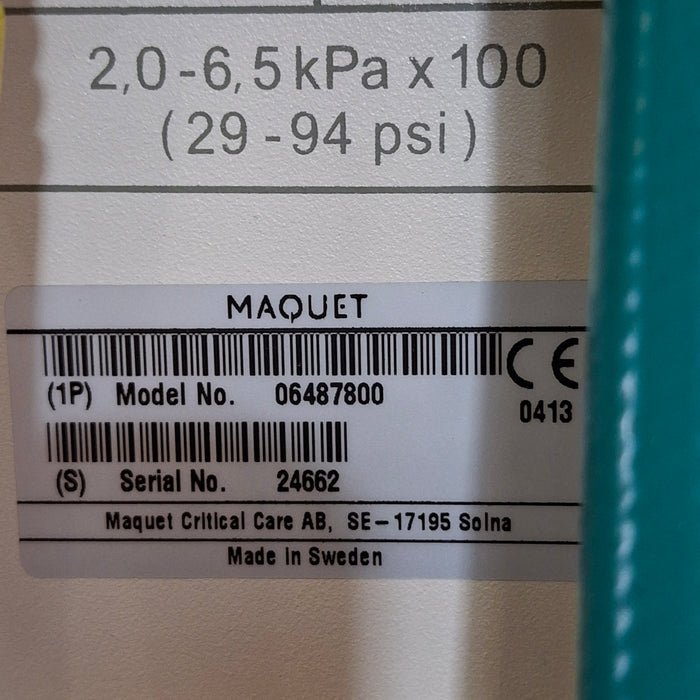 2,0-6,5 kPa x 100
(29-94 psi)
MAQUET
CE
(1P) Model No. 06487800
0413
(S) Serial No. 24662
Maquet Critical Care AB, SE-17195 Solna
Made in Sweden